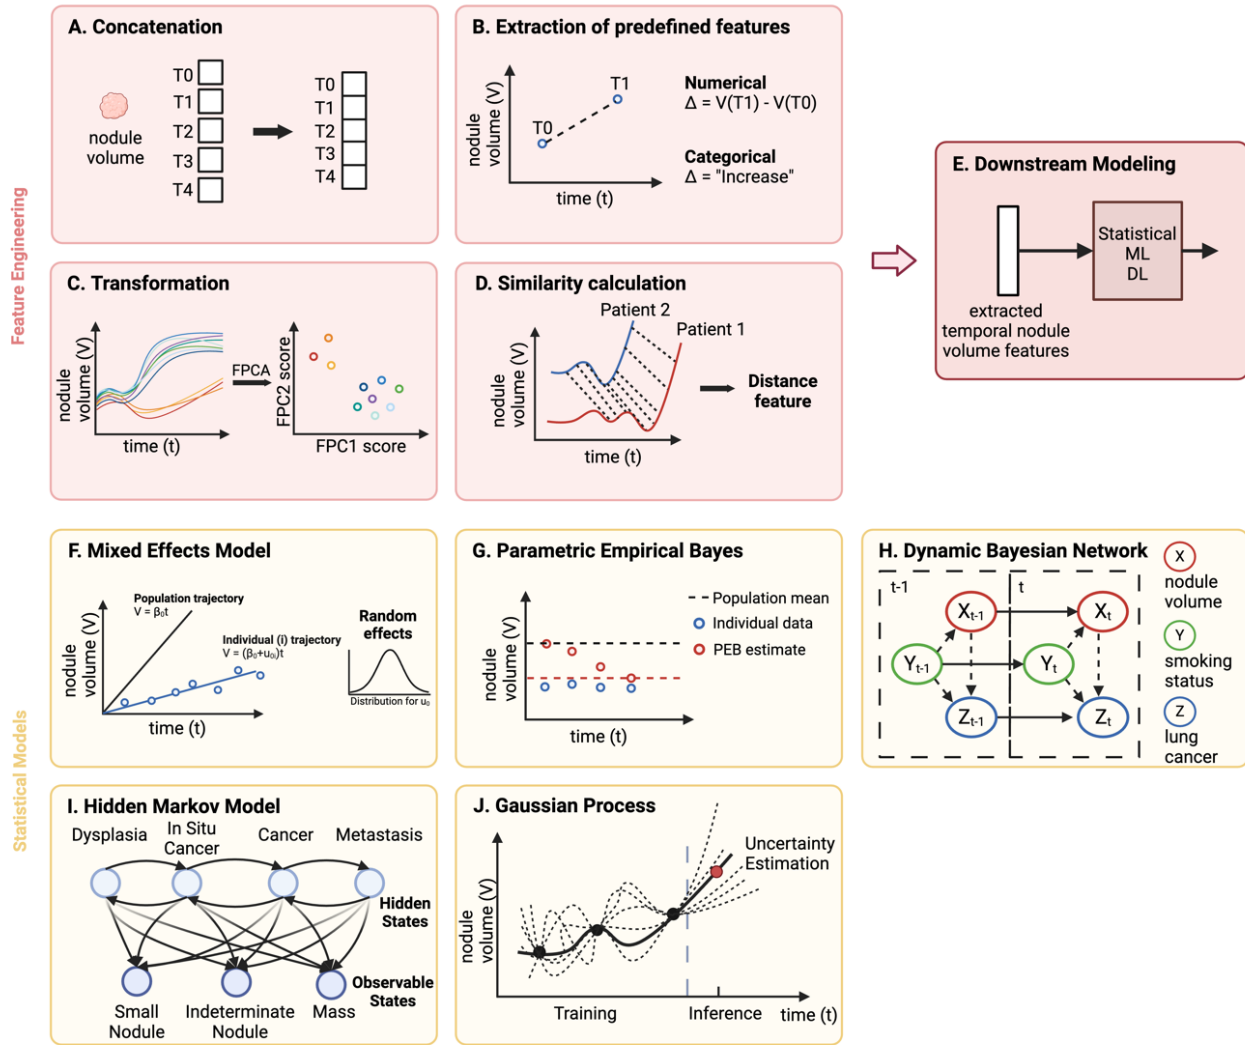 Feature Engineering
A. Concatenation
nodule
volume
T0
T1
T2
T3
T4
T0
T1
T2
T3
T4
B. Extraction of predefined features
nodule
volume (V)
T0
T1
time (t)
Numerical
Δ = V(T1) - V(T0)
Categorical
Δ = "Increase"
C. Transformation
nodule
volume (V)
time (t)
FPCA
FPC2 score
FPC1 score
D. Similarity calculation
Patient 2
Patient 1
nodule
volume (V)
time (t)
Distance
feature
E. Downstream Modeling
Statistical
ML
DL
extracted
temporal nodule
volume features
Statistical Models
F. Mixed Effects Model
Population trajectory
V = β₀t
Individual (i) trajectory
V = (β₀+u₀ᵢ)t
nodule
volume (V)
time (t)
Random
effects
Distribution for u₀
G. Parametric Empirical Bayes
nodule
volume (V)
time (t)
Population mean
Individual data
PEB estimate
H. Dynamic Bayesian Network
t-1
t
Xt-1
Xt
Yt-1
Yt
Zt-1
Zt
X
nodule
volume
Y
smoking
status
Z
lung
cancer
I. Hidden Markov Model
Dysplasia
In Situ
Cancer
Cancer
Metastasis
Hidden
States
Observable
States
Small
Nodule
Indeterminate
Nodule
Mass
J. Gaussian Process
nodule
volume (V)
Uncertainty
Estimation
Training
Inference
time (t)